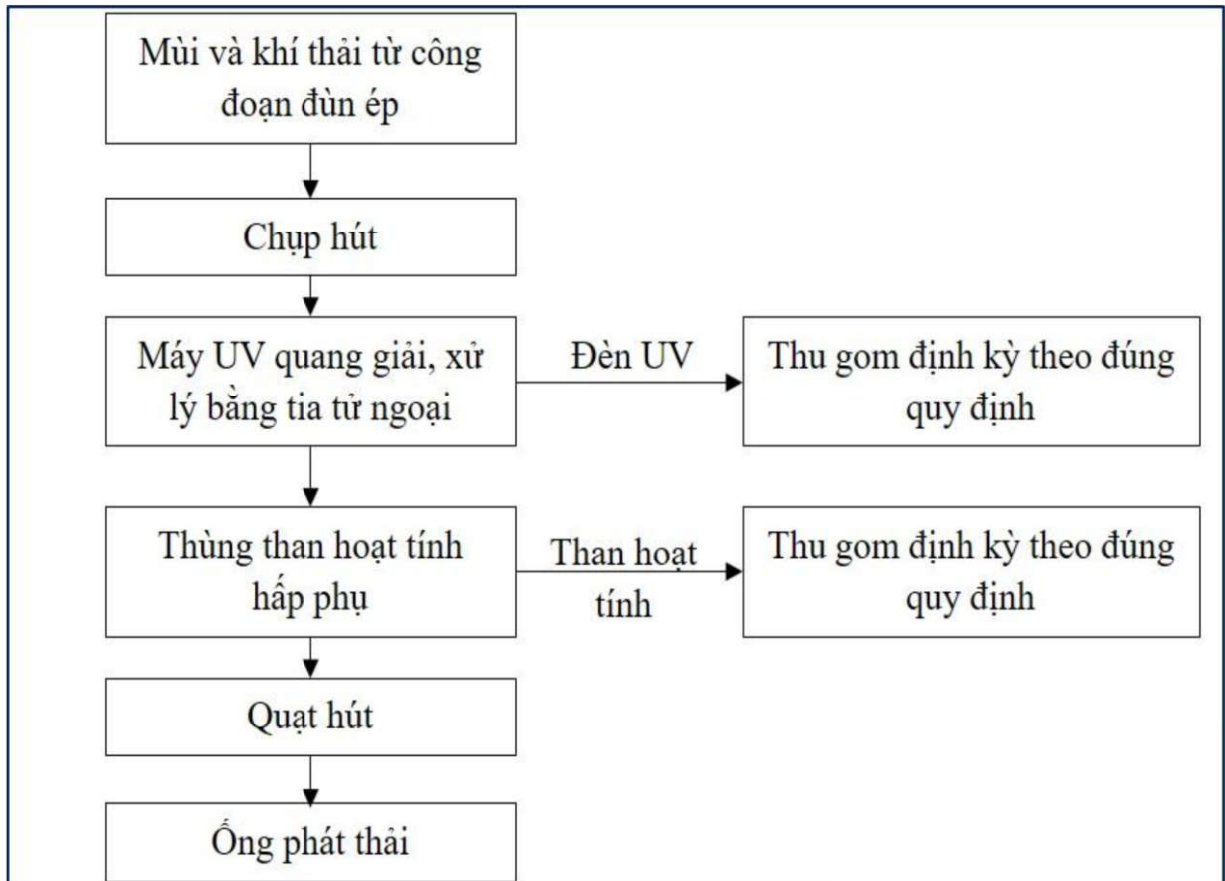 Mùi và khí thải từ công
đoạn đùn ép
Chụp hút
Máy UV quang giải, xử
lý bằng tia tử ngoại
Đèn UV
Thu gom định kỳ theo đúng
quy định
Thùng than hoạt tính
hấp phụ
Than hoạt
tính
Thu gom định kỳ theo đúng
quy định
Quạt hút
Ống phát thải